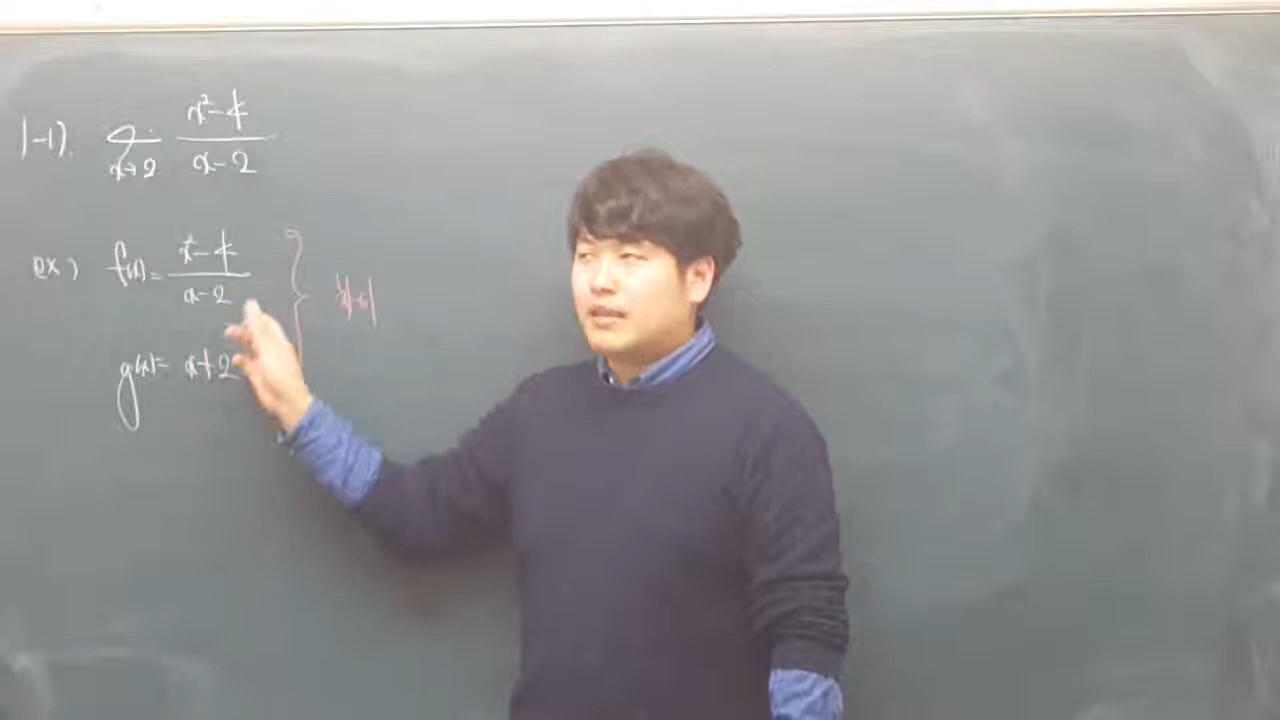 1-1). lim x→2 (x²-4)/(x-2)
ex) f(x) = (x²-4)/(x-2)
g(x) = x+2